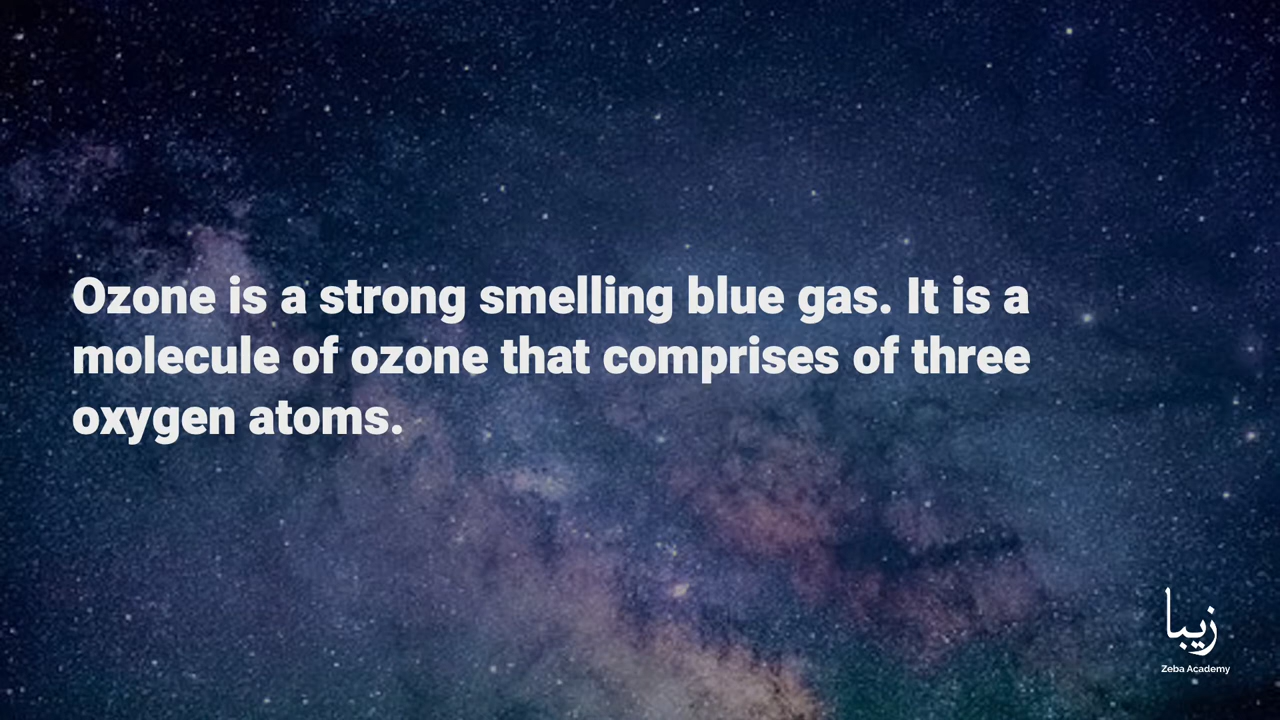 Ozone is a strong smelling blue gas. It is a
molecule of ozone that comprises of three
oxygen atoms.
زیبا
Zeba Academy